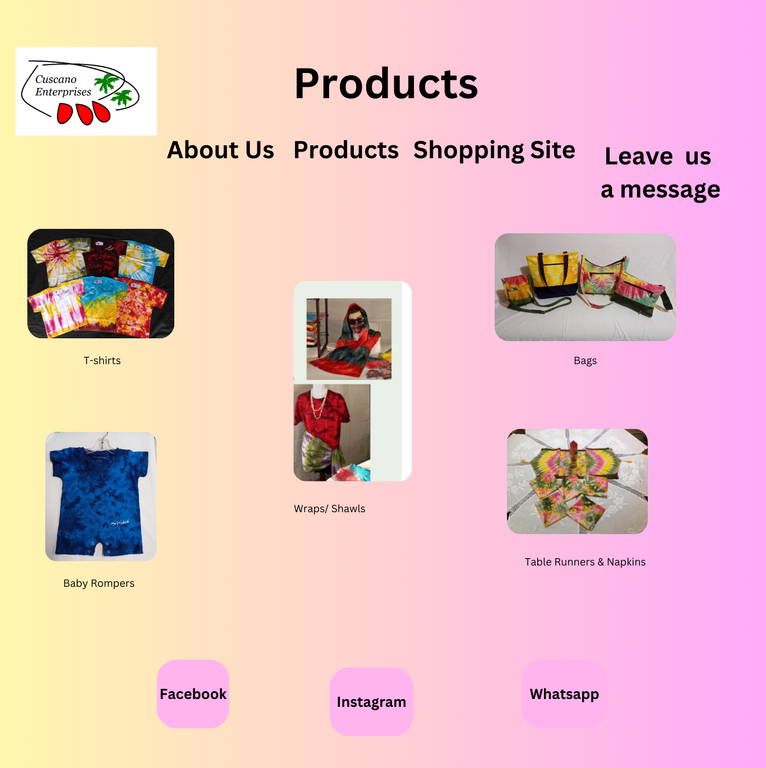 Cuscano
Enterprises
Products
About Us Products Shopping Site
Leave us
a message
T-shirts
Bags
Wraps/ Shawls
Baby Rompers
Table Runners & Napkins
Facebook
Instagram
Whatsapp